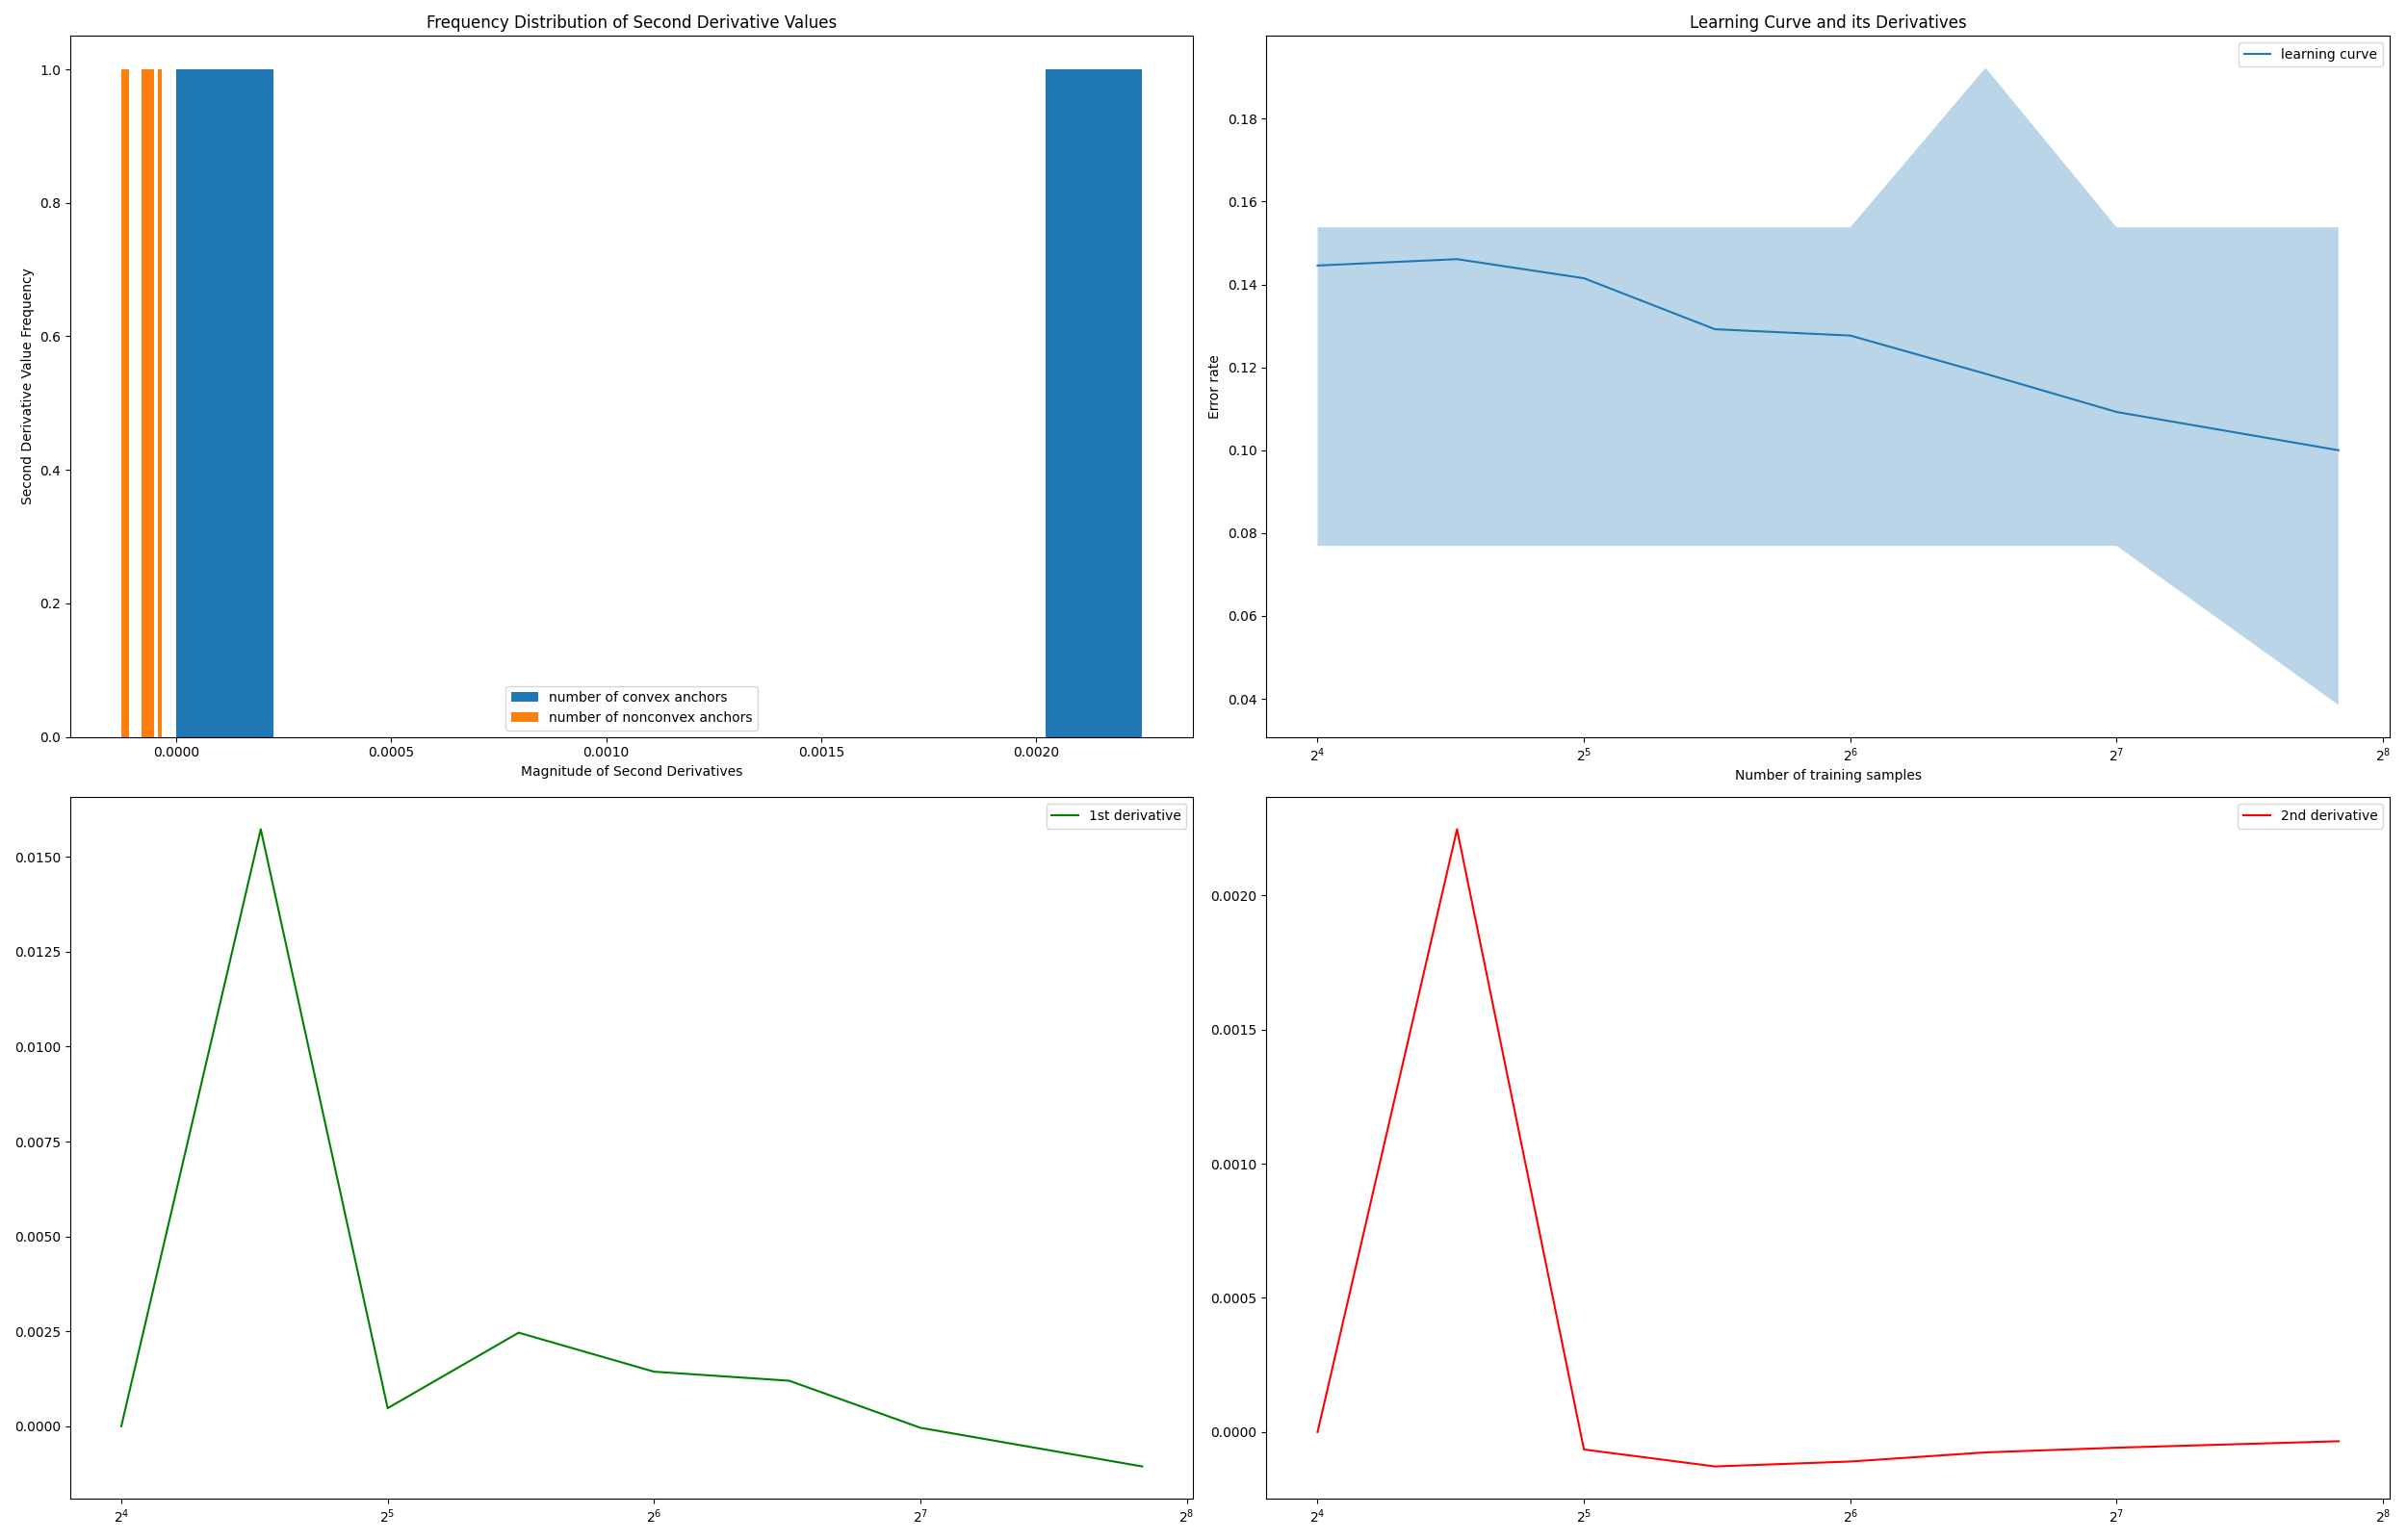 Frequency Distribution of Second Derivative Values
Second Derivative Value Frequency
1.0
0.8
0.6
0.4
0.2
0.0
number of convex anchors
number of nonconvex anchors
0.0000 0.0005 0.0010 0.0015 0.0020
Magnitude of Second Derivatives
Learning Curve and its Derivatives
learning curve
Error rate
0.18
0.16
0.14
0.12
0.10
0.08
0.06
0.04
2⁴ 2⁵ 2⁶ 2⁷ 2⁸
Number of training samples
1st derivative
0.0150
0.0125
0.0100
0.0075
0.0050
0.0025
0.0000
2⁴ 2⁵ 2⁶ 2⁷ 2⁸
2nd derivative
0.0020
0.0015
0.0010
0.0005
0.0000
2⁴ 2⁵ 2⁶ 2⁷ 2⁸